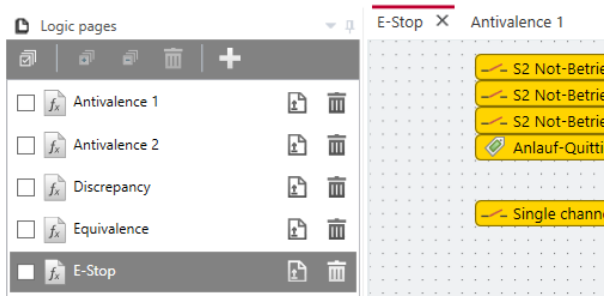 Logic pages
E-Stop
Antivalence 1
Antivalence 1
Antivalence 2
Discrepancy
Equivalence
E-Stop
S2 Not-Betrie
S2 Not-Betrie
S2 Not-Betrie
Anlauf-Quitti
Single channe